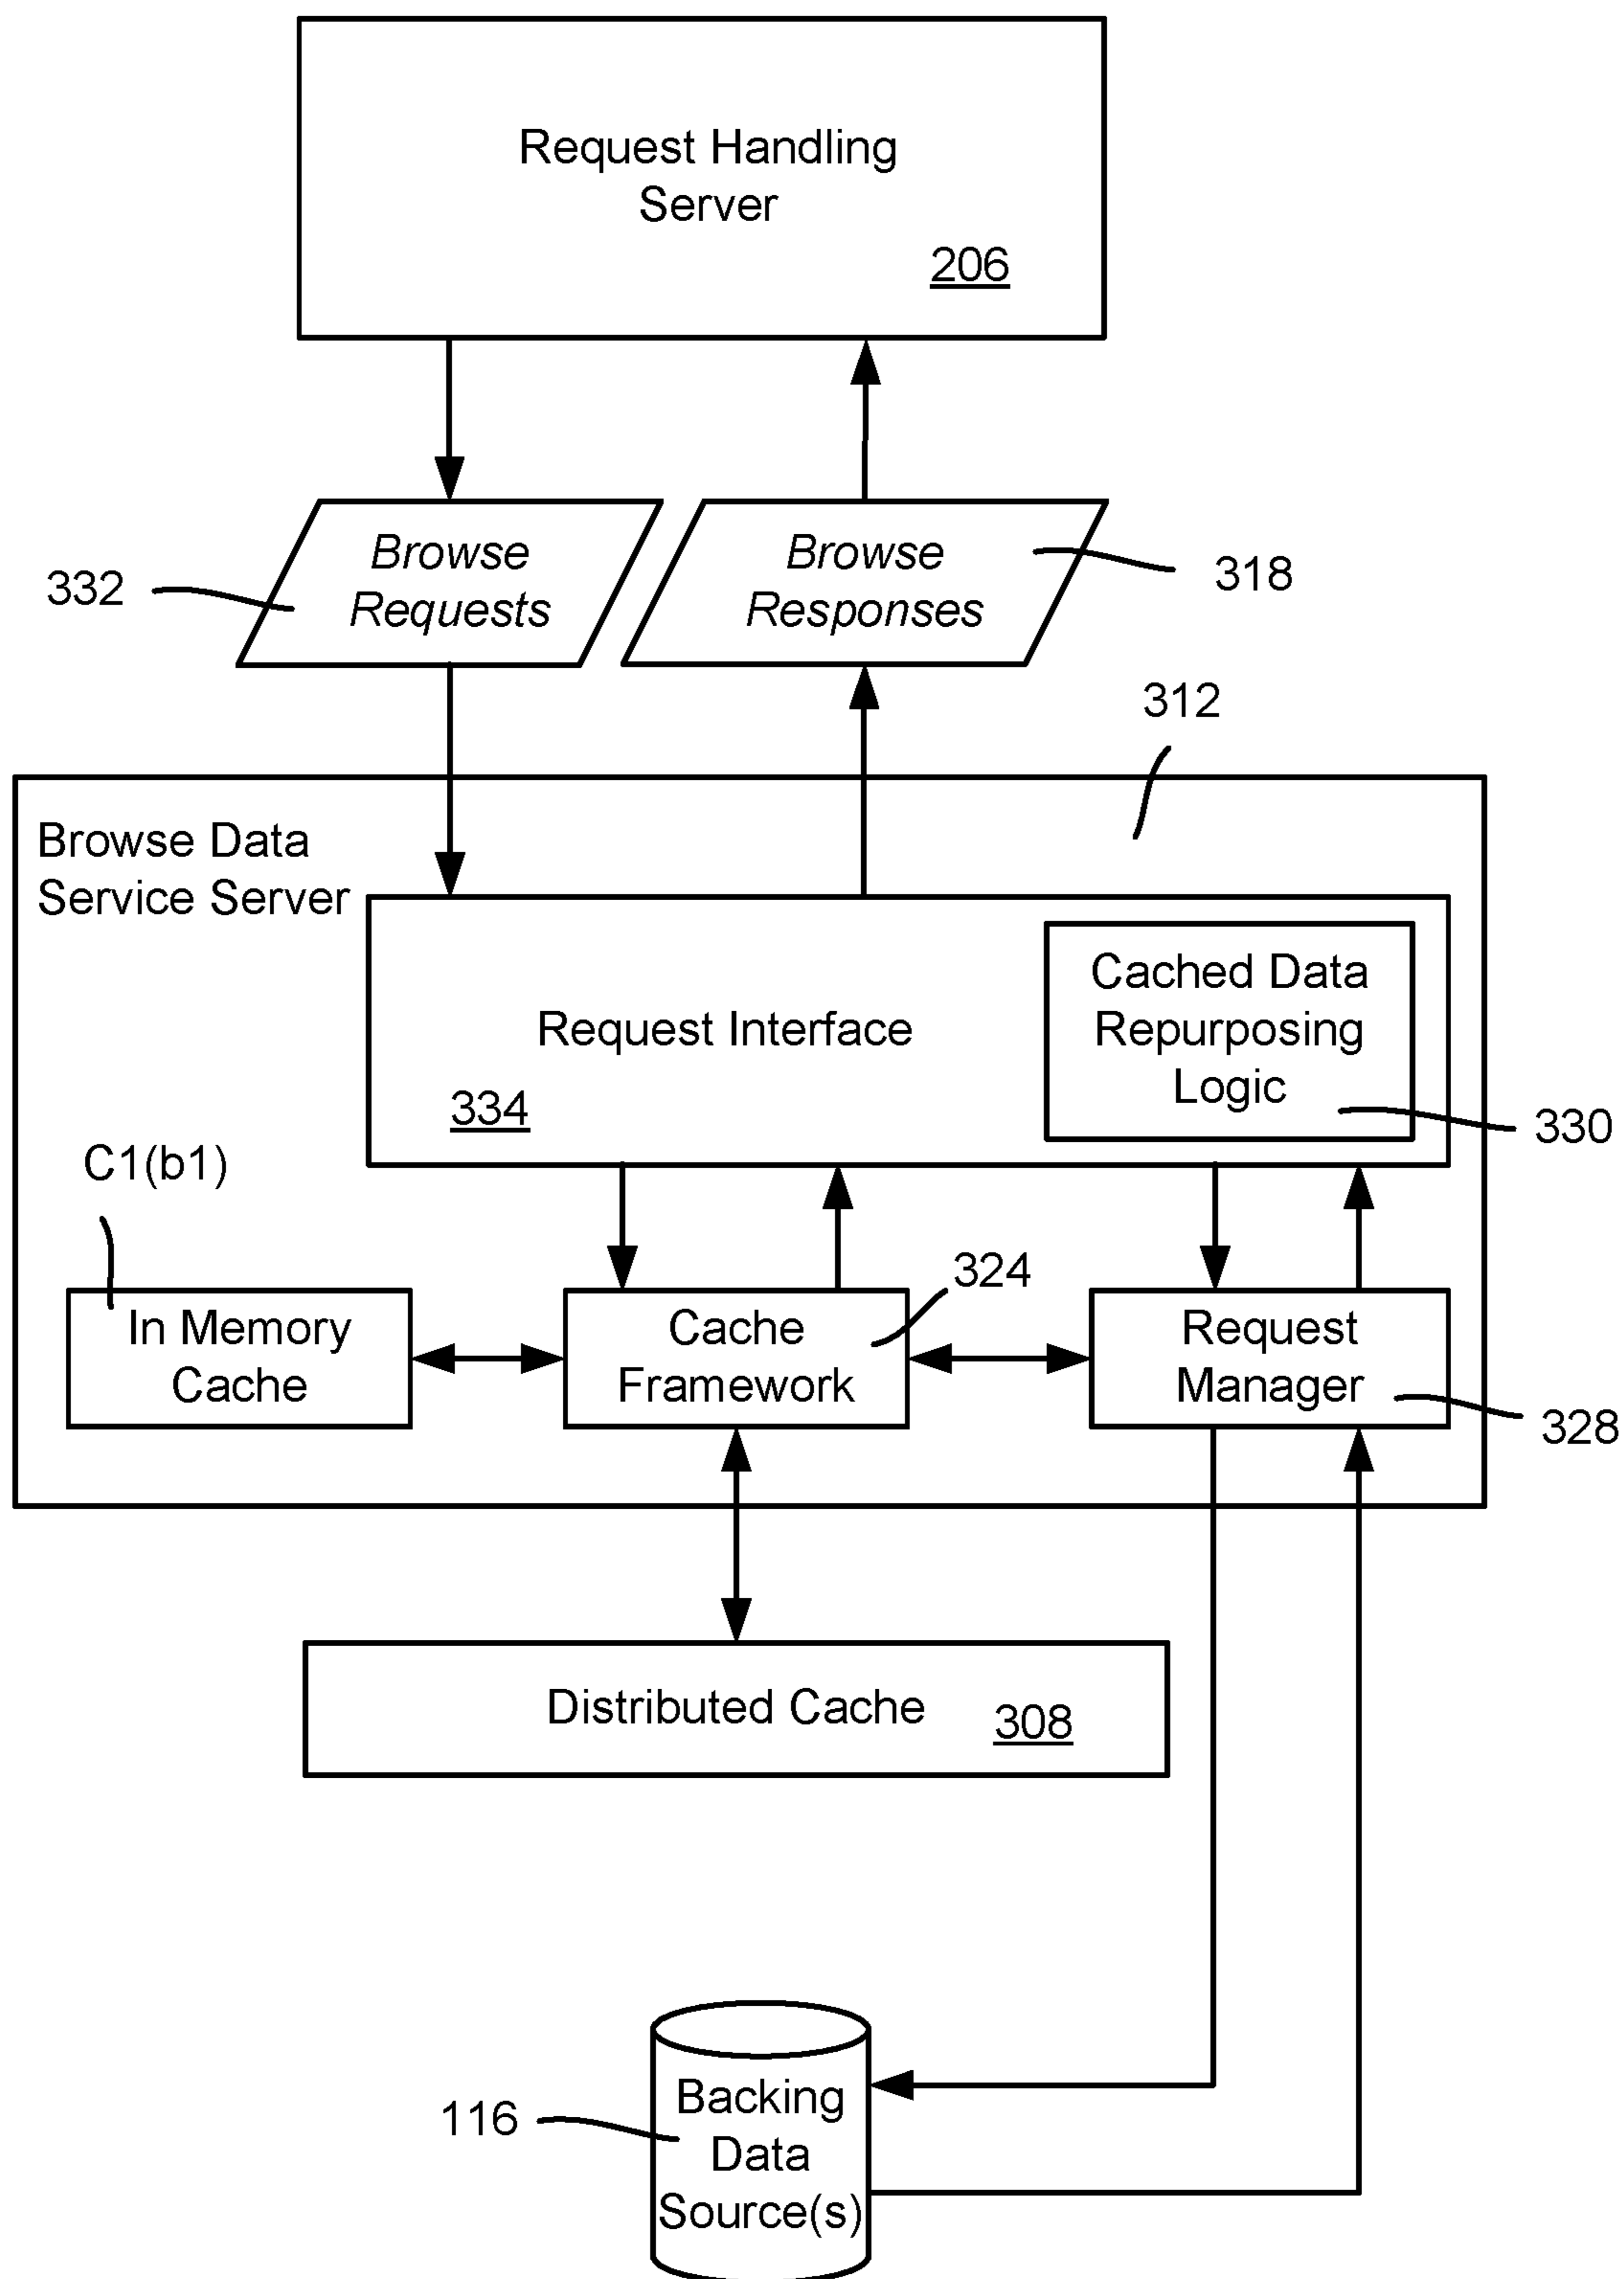 Request Handling
Server
206
Browse
Requests
332
Browse
Responses
318
312
Browse Data
Service Server
Request Interface
334
Cached Data
Repurposing
Logic
330
C1(b1)
In Memory
Cache
Cache
Framework
324
Request
Manager
328
Distributed Cache
308
116
Backing
Data
Source(s)